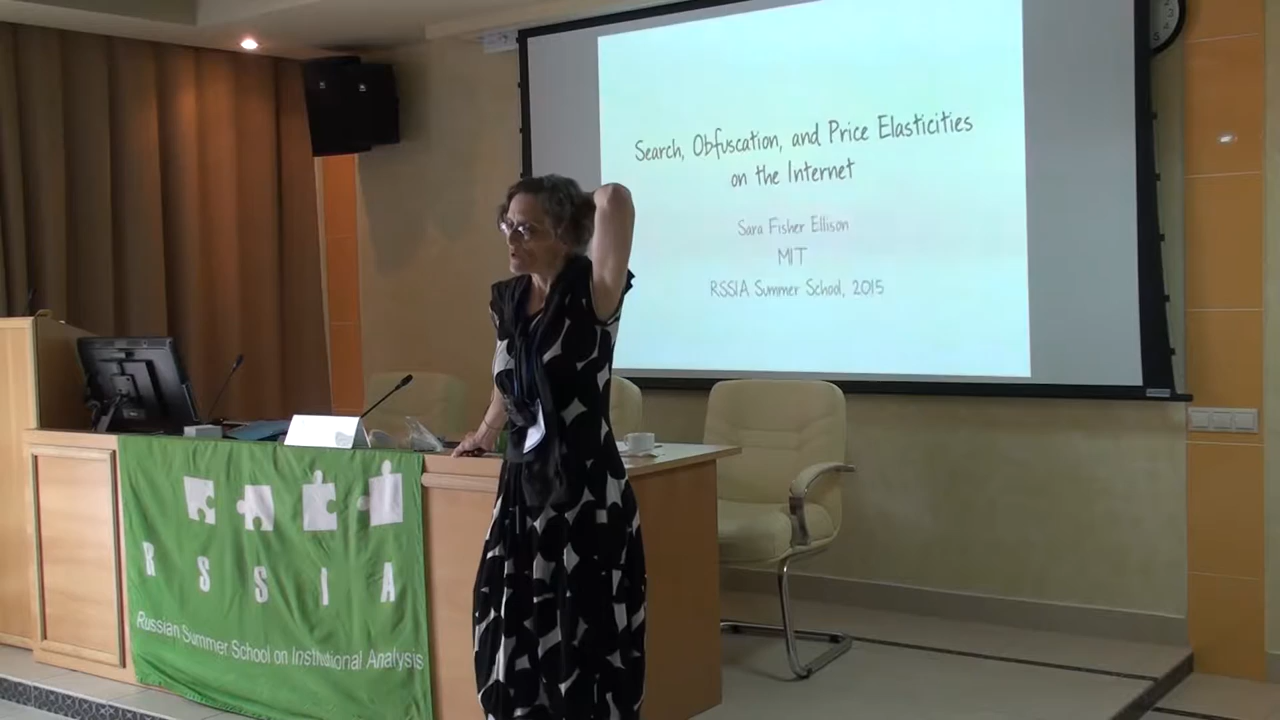 Search, Obfuscation, and Price Elasticities
on the Internet
Sara Fisher Ellison
MIT
RSSIA Summer School, 2015
R S S I A
Russian Summer School on Institutional Analysis